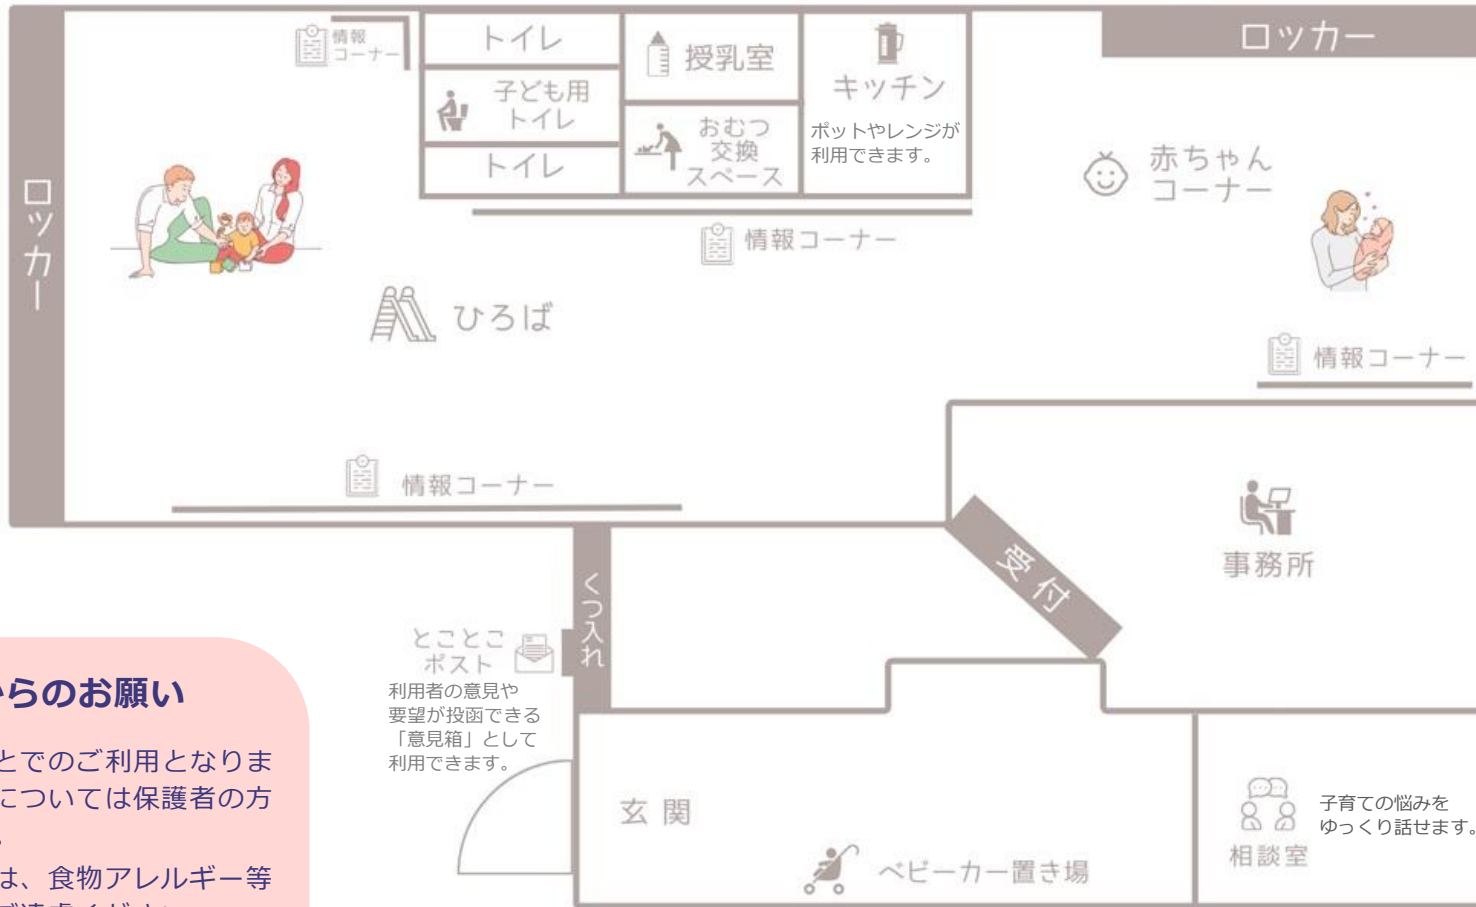 情報
コーナー
トイレ
子ども用
トイレ
トイレ
授乳室
おむつ
交換
スペース
キッチン
ポットやレンジが
利用できます。
ロッカー
赤ちゃん
コーナー
ロッカー
情報コーナー
ひろば
情報コーナー
情報コーナー
事務所
受付
くつ入れ
とことこ
ポスト
利用者の意見や
要望が投函できる
「意見箱」として
利用できます。
玄関
ベビーカー置き場
相談室
子育ての悩みを
ゆっくり話せます。
からのお願い
とでのご利用となりま
については保護者の方
。
は、食物アレルギー等
ご遠慮ください